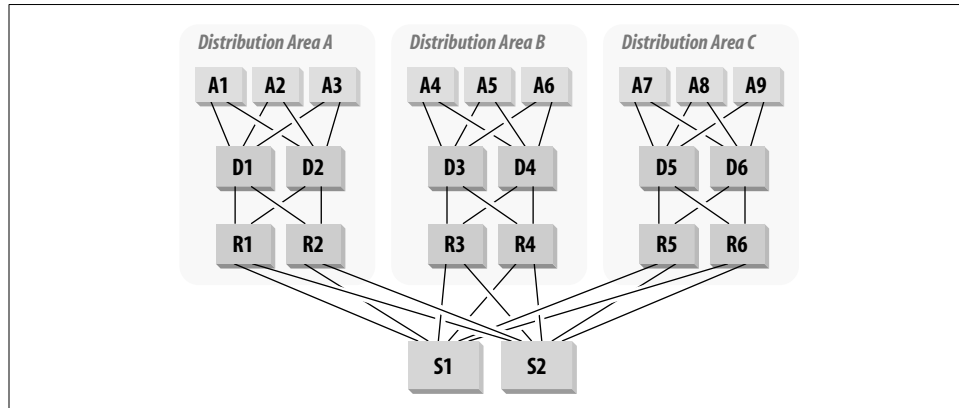 Distribution Area A Distribution Area B Distribution Area C
A1 A2 A3 A4 A5 A6 A7 A8 A9
D1 D2 D3 D4 D5 D6
R1 R2 R3 R4 R5 R6
S1 S2